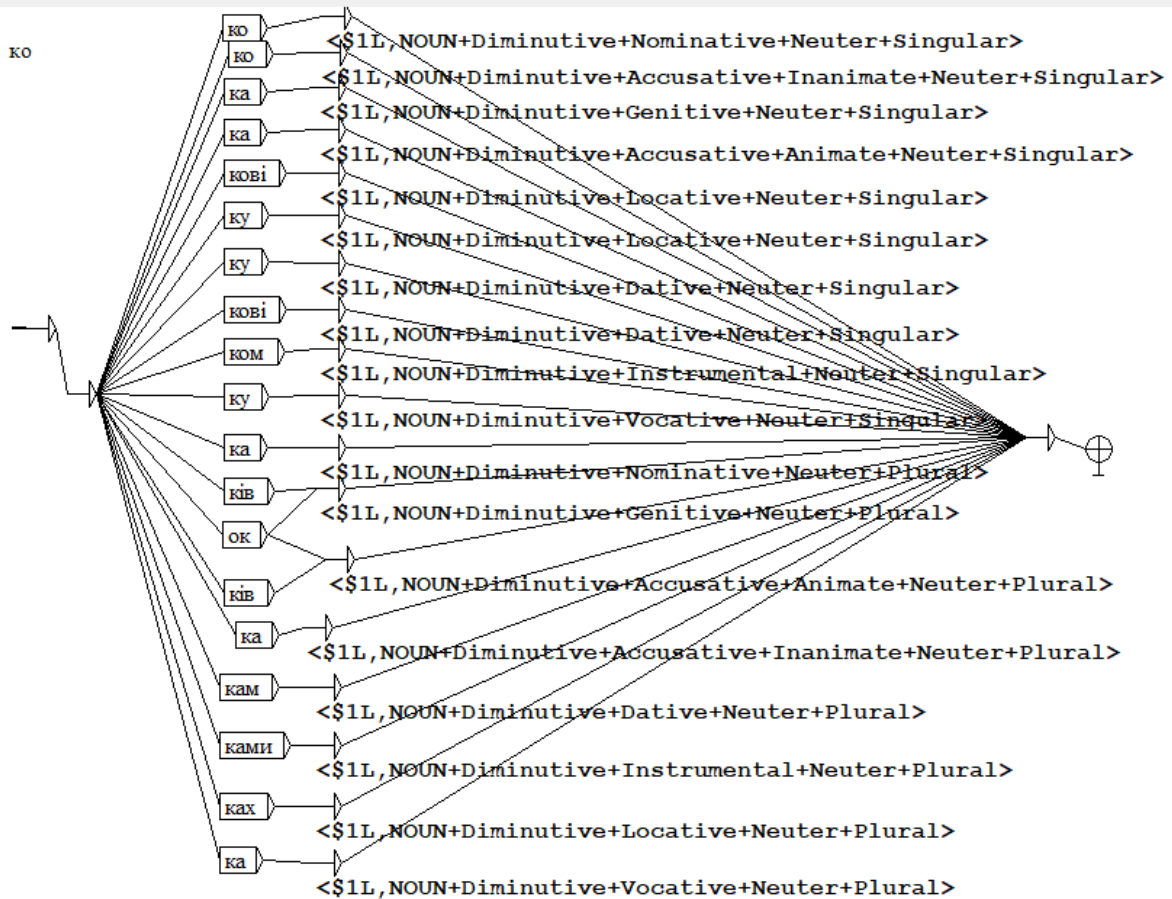 ко
ко
<$1L,NOUN+Diminutive+Nominative+Neuter+Singular>
ко
<$1L,NOUN+Diminutive+Accusative+Inanimate+Neuter+Singular>
ка
<$1L,NOUN+Diminutive+Genitive+Neuter+Singular>
ка
<$1L,NOUN+Diminutive+Accusative+Animate+Neuter+Singular>
кові
<$1L,NOUN+Diminutive+Locative+Neuter+Singular>
ку
<$1L,NOUN+Diminutive+Locative+Neuter+Singular>
ку
<$1L,NOUN+Diminutive+Dative+Neuter+Singular>
кові
<$1L,NOUN+Diminutive+Dative+Neuter+Singular>
ком
<$1L,NOUN+Diminutive+Instrumental+Neuter+Singular>
ку
<$1L,NOUN+Diminutive+Vocative+Neuter+Singular>
ка
<$1L,NOUN+Diminutive+Nominative+Neuter+Plural>
ків
<$1L,NOUN+Diminutive+Genitive+Neuter+Plural>
ок
<$1L,NOUN+Diminutive+Accusative+Animate+Neuter+Plural>
ків
ка
<$1L,NOUN+Diminutive+Accusative+Inanimate+Neuter+Plural>
кам
<$1L,NOUN+Diminutive+Dative+Neuter+Plural>
ками
<$1L,NOUN+Diminutive+Instrumental+Neuter+Plural>
ках
<$1L,NOUN+Diminutive+Locative+Neuter+Plural>
ка
<$1L,NOUN+Diminutive+Vocative+Neuter+Plural>